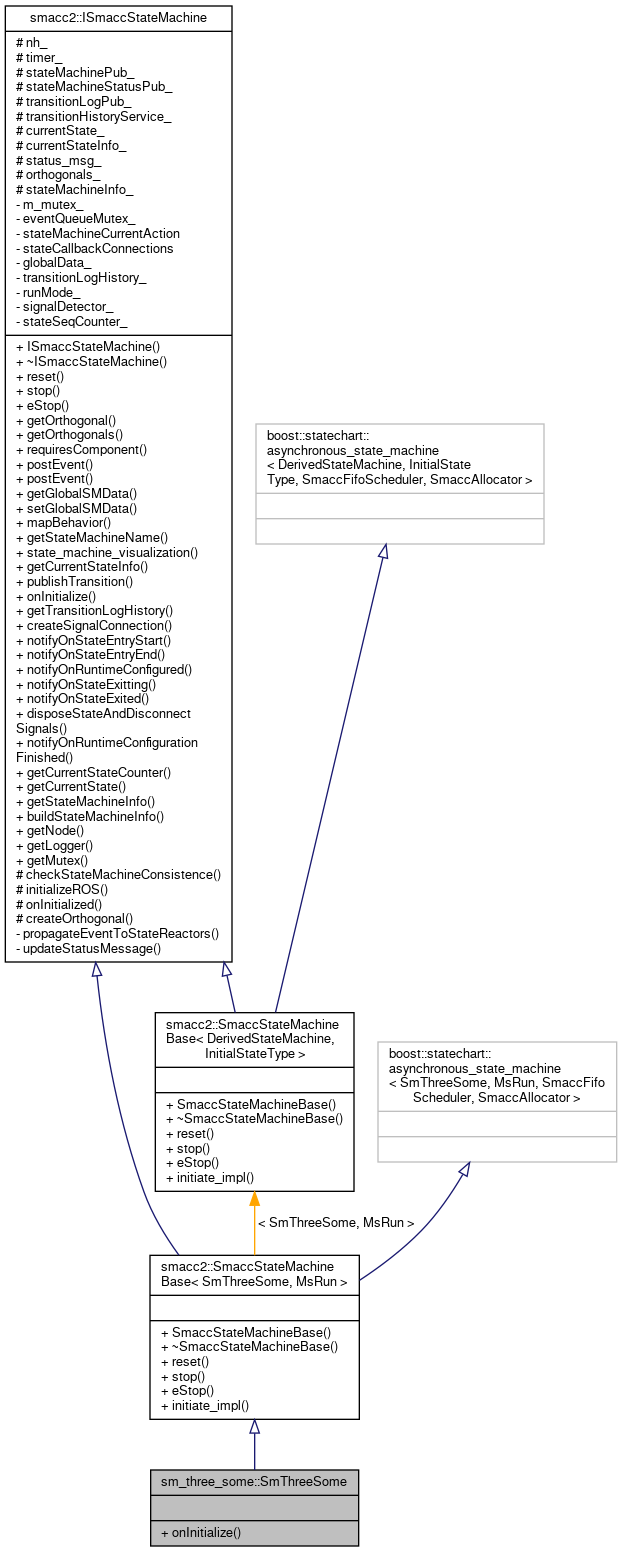 smacc2::ISmaccStateMachine
# nh_
# timer_
# stateMachinePub_
# stateMachineStatusPub_
# transitionLogPub_
# transitionHistoryService_
# currentState_
# currentStateInfo_
# status_msg_
# orthogonals_
# stateMachineInfo_
- m_mutex_
- eventQueueMutex_
- stateMachineCurrentAction
- stateCallbackConnections
- globalData_
- transitionLogHistory_
- runMode_
- signalDetector_
- stateSeqCounter_
+ ISmaccStateMachine()
+ ~ISmaccStateMachine()
+ reset()
+ stop()
+ eStop()
+ getOrthogonal()
+ getOrthogonals()
+ requiresComponent()
+ postEvent()
+ postEvent()
+ getGlobalSMData()
+ setGlobalSMData()
+ mapBehavior()
+ getStateMachineName()
+ state_machine_visualization()
+ getCurrentStateInfo()
+ publishTransition()
+ onInitialize()
+ getTransitionLogHistory()
+ createSignalConnection()
+ notifyOnStateEntryStart()
+ notifyOnStateEntryEnd()
+ notifyOnRuntimeConfigured()
+ notifyOnStateExitting()
+ notifyOnStateExited()
+ disposeStateAndDisconnect
Signals()
+ notifyOnRuntimeConfiguration
Finished()
+ getCurrentStateCounter()
+ getCurrentState()
+ getStateMachineInfo()
+ buildStateMachineInfo()
+ getNode()
+ getLogger()
+ getMutex()
# checkStateMachineConsistence()
# initializeROS()
# onInitialized()
# createOrthogonal()
- propagateEventToStateReactors()
- updateStatusMessage()
boost::statechart::
asynchronous_state_machine
< DerivedStateMachine, InitialState
Type, SmaccFifoScheduler, SmaccAllocator >
smacc2::SmaccStateMachine
Base< DerivedStateMachine,
InitialStateType >
+ SmaccStateMachineBase()
+ ~SmaccStateMachineBase()
+ reset()
+ stop()
+ eStop()
+ initiate_impl()
boost::statechart::
asynchronous_state_machine
< SmThreeSome, MsRun, SmaccFifo
Scheduler, SmaccAllocator >
< SmThreeSome, MsRun >
smacc2::SmaccStateMachine
Base< SmThreeSome, MsRun >
+ SmaccStateMachineBase()
+ ~SmaccStateMachineBase()
+ reset()
+ stop()
+ eStop()
+ initiate_impl()
sm_three_some::SmThreeSome
+ onInitialize()